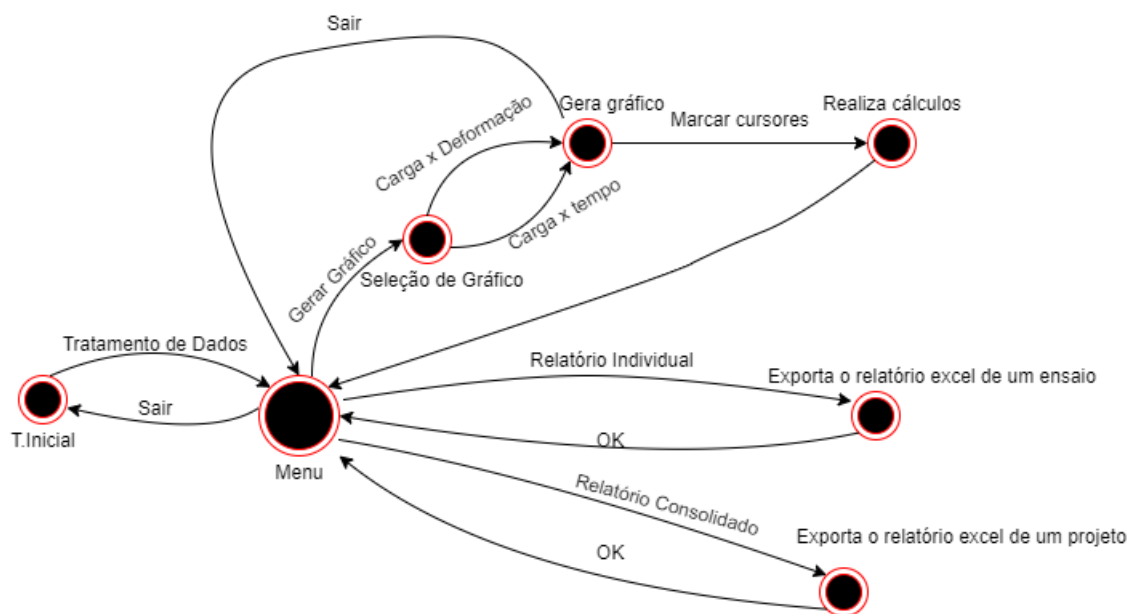 Sair
Gera gráfico
Realiza cálculos
Marcar cursores
Carga x Deformação
Carga x tempo
Gerar Gráfico
Seleção de Gráfico
Tratamento de Dados
Relatório Individual
Exporta o relatório excel de um ensaio
Sair
T.Inicial
OK
Menu
Relatório Consolidado
Exporta o relatório excel de um projeto
OK